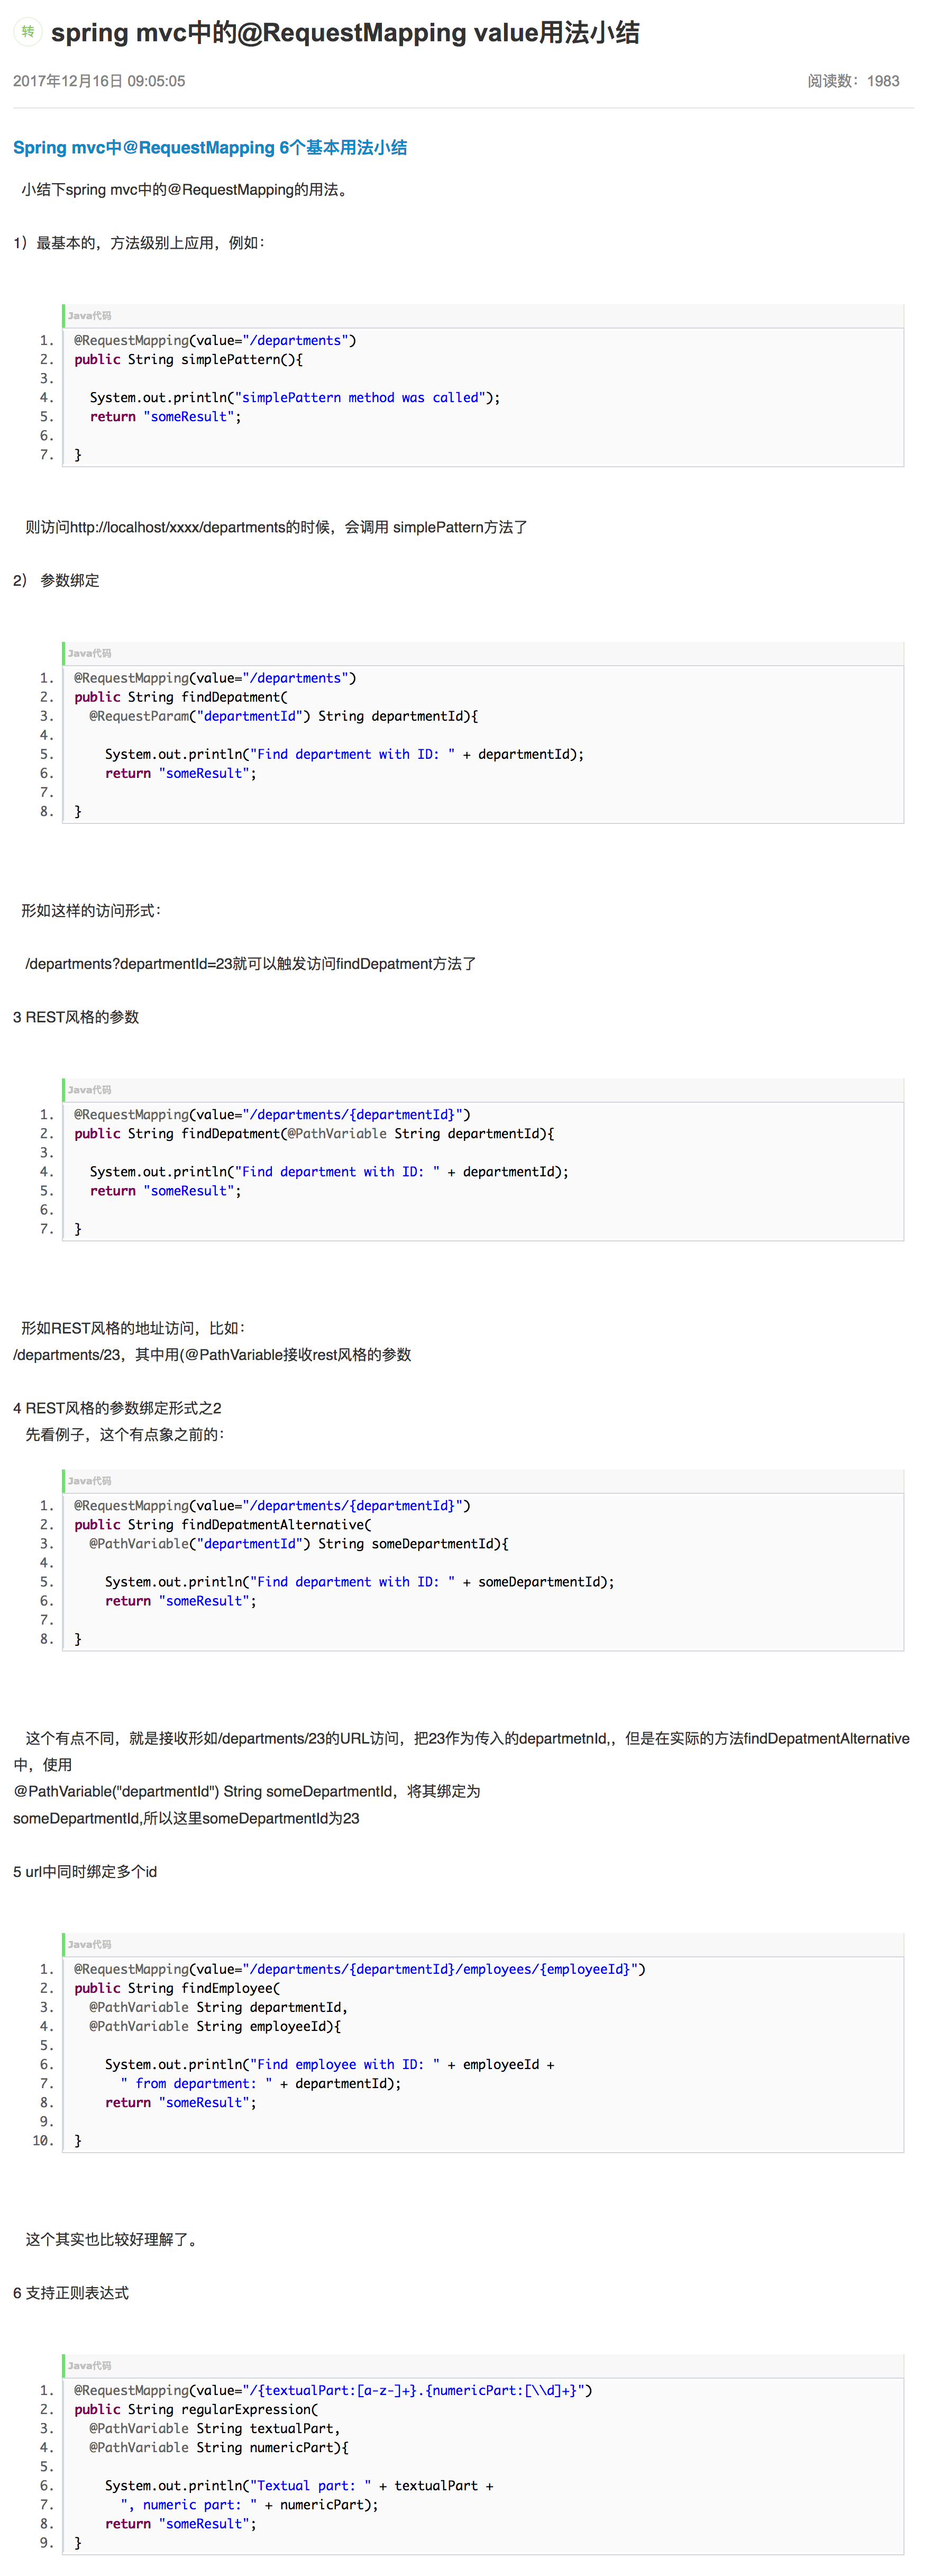 转 spring mvc中的@RequestMapping value用法小结
2017年12月16日 09:05:05 阅读数：1983
Spring mvc中@RequestMapping 6个基本用法小结
小结下spring mvc中的@RequestMapping的用法。
1）最基本的，方法级别上应用，例如：
Java代码
1. @RequestMapping(value="/departments")
2. public String simplePattern(){
3.
4. System.out.println("simplePattern method was called");
5. return "someResult";
6.
7. }
则访问http://localhost/xxxx/departments的时候，会调用 simplePattern方法了
2） 参数绑定
Java代码
1. @RequestMapping(value="/departments")
2. public String findDepatment(
3. @RequestParam("departmentId") String departmentId){
4.
5. System.out.println("Find department with ID: " + departmentId);
6. return "someResult";
7.
8. }
形如这样的访问形式：
/departments?departmentId=23就可以触发访问findDepatment方法了
3 REST风格的参数
Java代码
1. @RequestMapping(value="/departments/{departmentId}")
2. public String findDepatment(@PathVariable String departmentId){
3.
4. System.out.println("Find department with ID: " + departmentId);
5. return "someResult";
6.
7. }
形如REST风格的地址访问，比如：
/departments/23，其中用(@PathVariable接收rest风格的参数
4 REST风格的参数绑定形式之2
先看例子，这个有点象之前的：
Java代码
1. @RequestMapping(value="/departments/{departmentId}")
2. public String findDepatmentAlternative(
3. @PathVariable("departmentId") String someDepartmentId){
4.
5. System.out.println("Find department with ID: " + someDepartmentId);
6. return "someResult";
7.
8. }
这个有点不同，就是接收形如/departments/23的URL访问，把23作为传入的departmetnId,，但是在实际的方法findDepatmentAlternative
中，使用
@PathVariable("departmentId") String someDepartmentId，将其绑定为
someDepartmentId,所以这里someDepartmentId为23
5 url中同时绑定多个id
Java代码
1. @RequestMapping(value="/departments/{departmentId}/employees/{employeeId}")
2. public String findEmployee(
3. @PathVariable String departmentId,
4. @PathVariable String employeeId){
5.
6. System.out.println("Find employee with ID: " + employeeId +
7. " from department: " + departmentId);
8. return "someResult";
9.
10. }
这个其实也比较好理解了。
6 支持正则表达式
Java代码
1. @RequestMapping(value="/{textualPart:[a-z-]+}.{numericPart:[\\d]+}")
2. public String regularExpression(
3. @PathVariable String textualPart,
4. @PathVariable String numericPart){
5.
6. System.out.println("Textual part: " + textualPart +
7. ", numeric part: " + numericPart);
8. return "someResult";
9. }